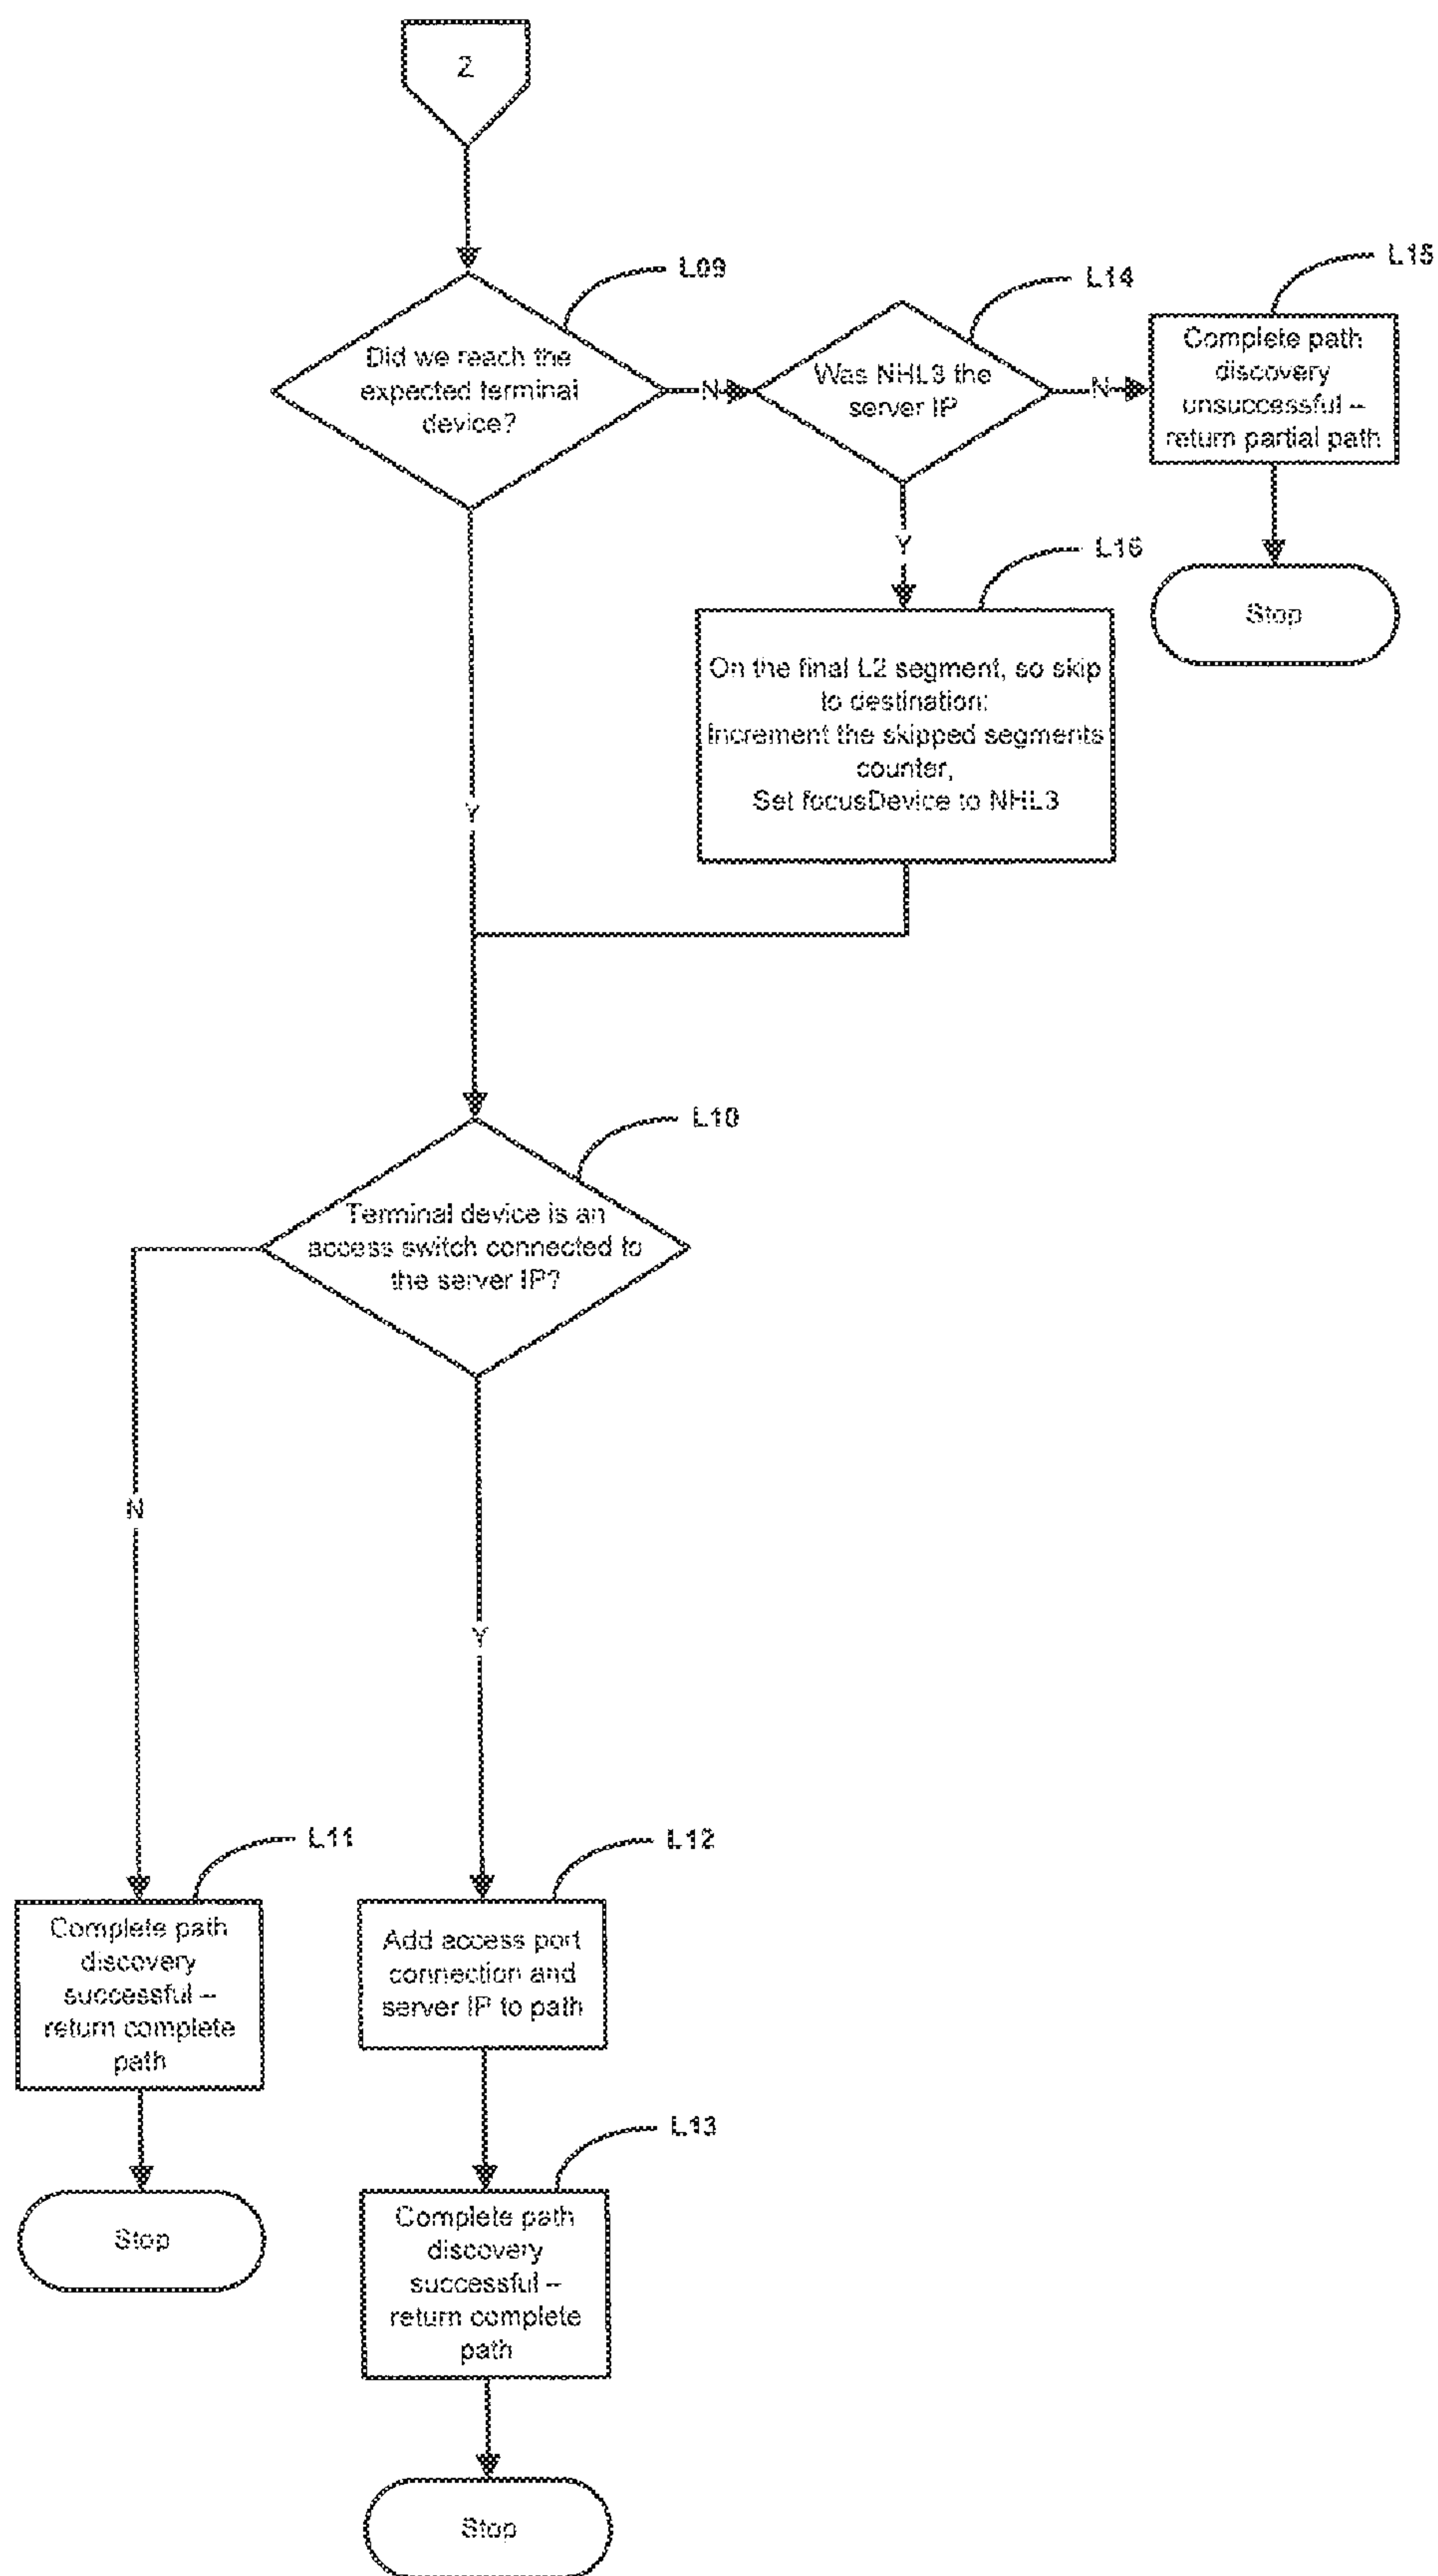 2
L09
Did we reach the
expected terminal
device?
N
L14
Was NHL3 the
server IP
N
L15
Complete path
discovery
unsuccessful –
return partial path
Stop
Y
L16
On the final L2 segment, so skip
to destination:
Increment the skipped segments
counter,
Set focusDevice to NHL3
Y
L10
Terminal device is an
access switch connected to
the server IP?
N
Y
L11
Complete path
discovery
successful –
return complete
path
Stop
L12
Add access port
connection and
server IP to path
L13
Complete path
discovery
successful –
return complete
path
Stop